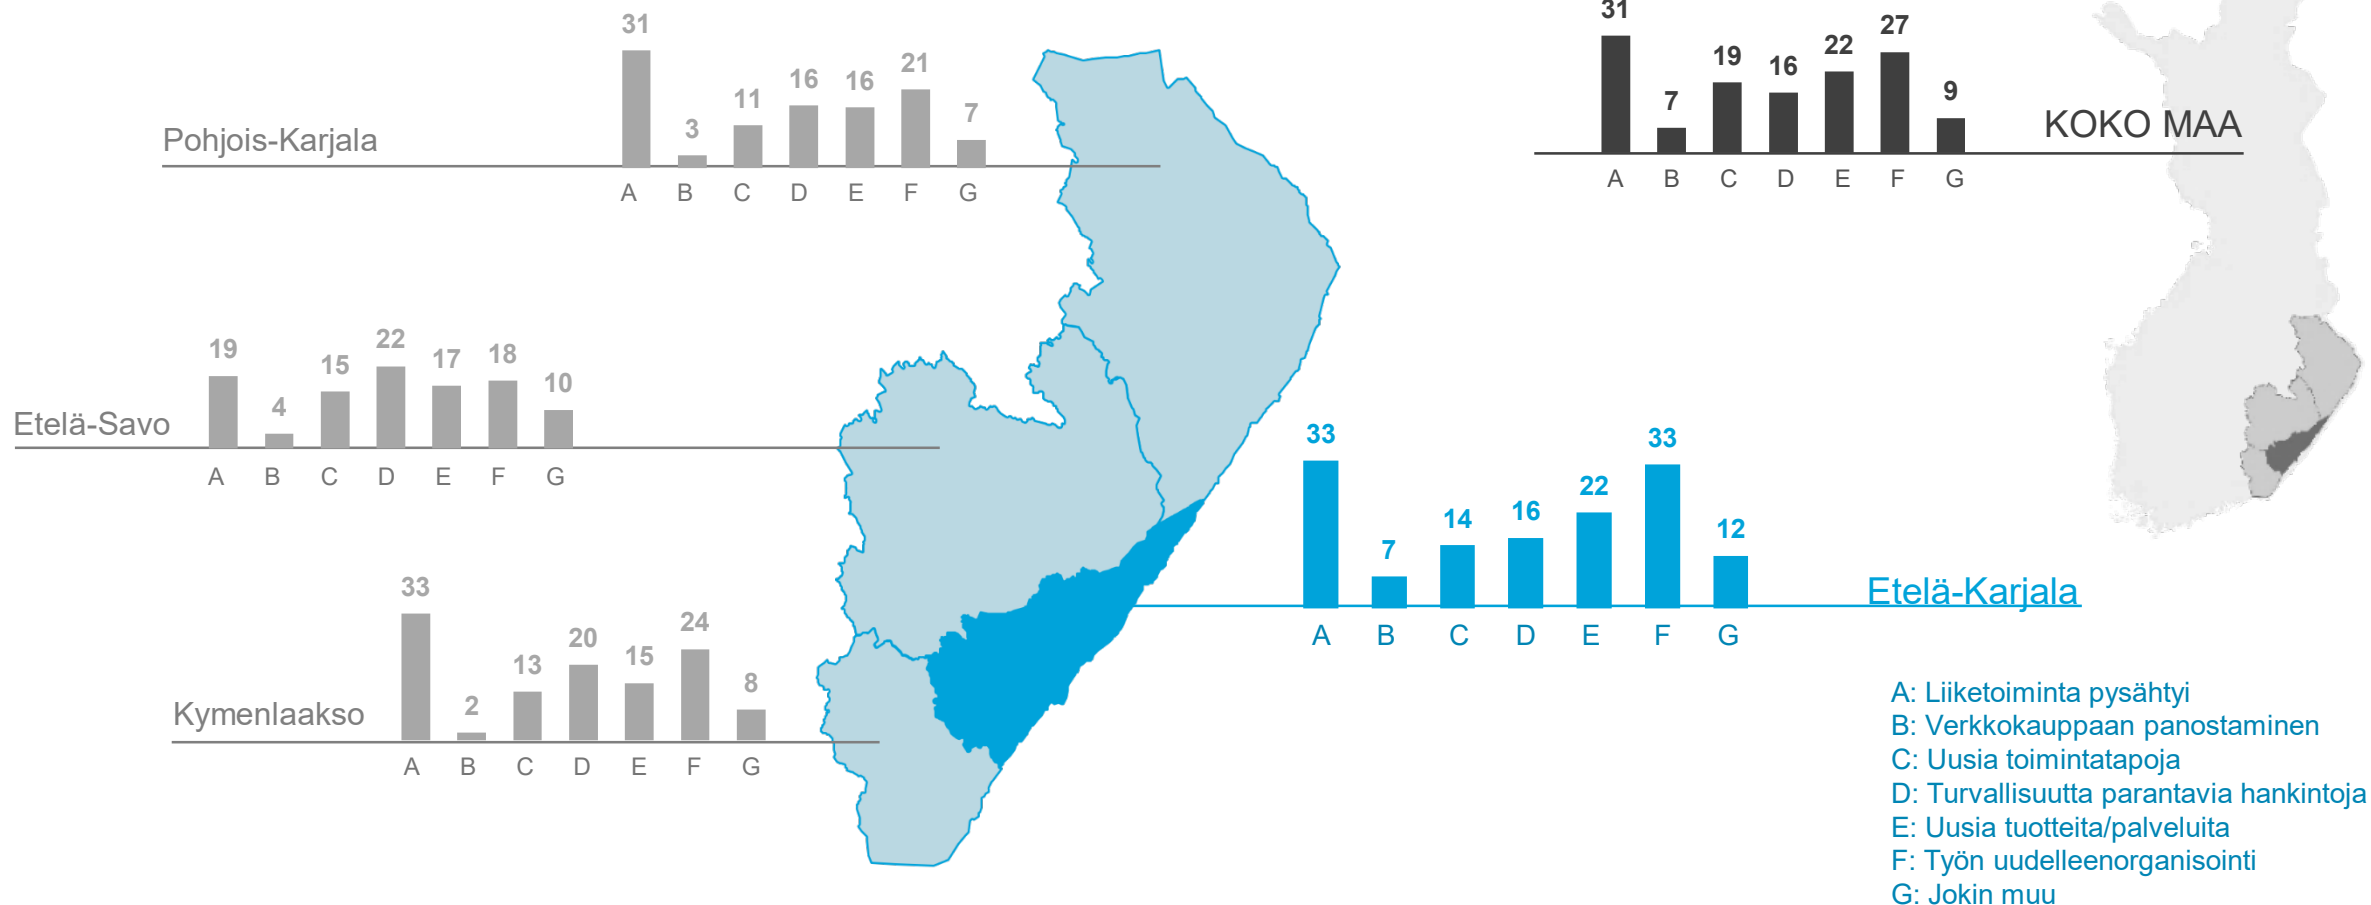 31 3 11 16 16 21 7
Pohjois-Karjala
A B C D E F G
31 7 19 16 22 27 9
KOKO MAA
A B C D E F G
19 4 15 22 17 18 10
Etelä-Savo
A B C D E F G
33 7 14 16 22 33 12
Etelä-Karjala
A B C D E F G
33 2 13 20 15 24 8
Kymenlaakso
A B C D E F G
A: Liiketoiminta pysähtyi
B: Verkkokauppaan panostaminen
C: Uusia toimintatapoja
D: Turvallisuutta parantavia hankintoja
E: Uusia tuotteita/palveluita
F: Työn uudelleenorganisointi
G: Jokin muu